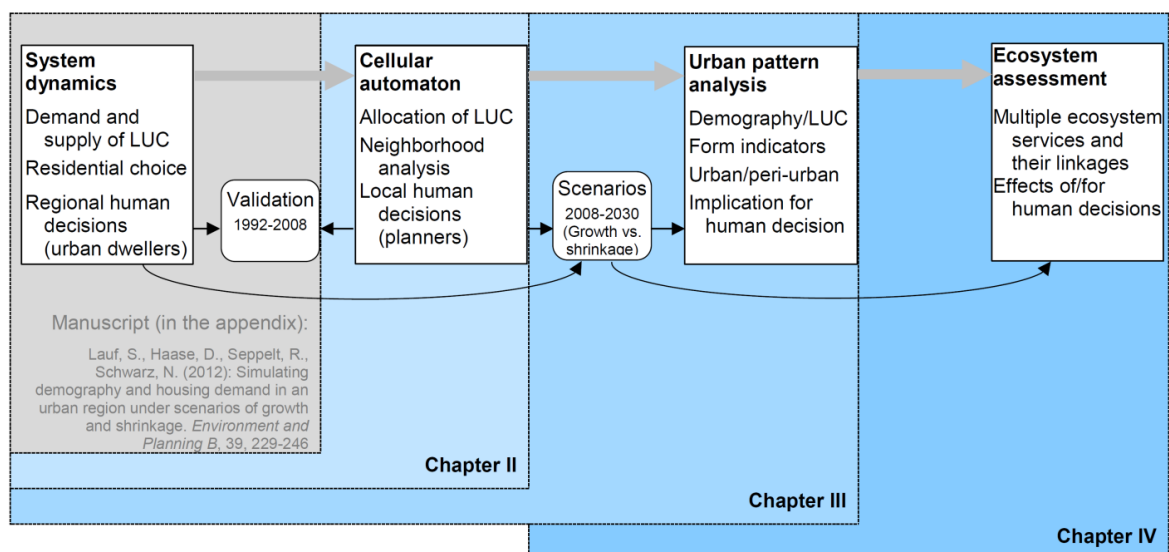 System
dynamics
Demand and
supply of LUC
Residential choice
Regional human
decisions
(urban dwellers)
Validation
1992-2008
Cellular
automaton
Allocation of LUC
Neighborhood
analysis
Local human
decisions
(planners)
Scenarios
2008-2030
(Growth vs.
shrinkage)
Urban pattern
analysis
Demography/LUC
Form indicators
Urban/peri-urban
Implication for
human decision
Ecosystem
assessment
Multiple ecosystem
services and
their linkages
Effects of/for
human decisions
Manuscript (in the appendix):
Lauf, S., Haase, D., Seppelt, R.,
Schwarz, N. (2012): Simulating
demography and housing demand in an
urban region under scenarios of growth
and shrinkage. Environment and
Planning B, 39, 229-246
Chapter II
Chapter III
Chapter IV